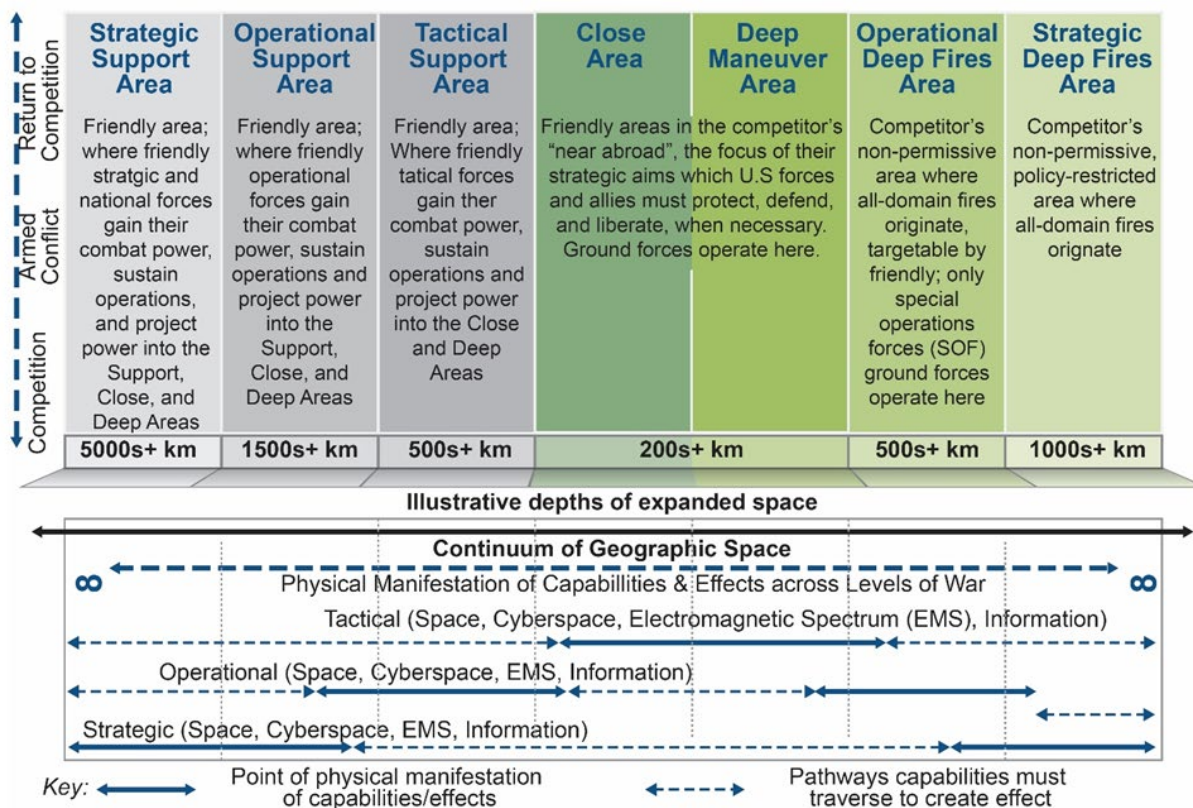 Return to
Competition
Armed
Conflict
Competition
Strategic
Support
Area
Friendly area;
where friendly
stratgic and
national forces
gain their
combat power,
sustain
operations,
and project
power into the
Support,
Close, and
Deep Areas
Operational
Support
Area
Friendly area;
where friendly
operational
forces gain
their combat
power, sustain
operations and
project power
into the
Support,
Close, and
Deep Areas
Tactical
Support
Area
Friendly area;
Where friendly
tatical forces
gain ther
combat power,
sustain
operations and
project power
into the Close
and Deep
Areas
Close
Area
Deep
Maneuver
Area
Friendly areas in the competitor's
“near abroad”, the focus of their
strategic aims which U.S forces
and allies must protect, defend,
and liberate, when necessary.
Ground forces operate here.
Operational
Deep Fires
Area
Competitor's
non-permissive
area where
all-domain fires
originate,
targetable by
friendly; only
special
operations
forces (SOF)
ground forces
operate here
Strategic
Deep Fires
Area
Competitor's
non-permissive,
policy-restricted
area where
all-domain fires
orignate
5000s+ km
1500s+ km
500s+ km
200s+ km
500s+ km
1000s+ km
Illustrative depths of expanded space
Continuum of Geographic Space
∞ ∞
Physical Manifestation of Capabillities & Effects across Levels of War
Tactical (Space, Cyberspace, Electromagnetic Spectrum (EMS), Information)
Operational (Space, Cyberspace, EMS, Information)
Strategic (Space, Cyberspace, EMS, Information)
Key:
Point of physical manifestation
of capabilities/effects
Pathways capabilities must
traverse to create effect